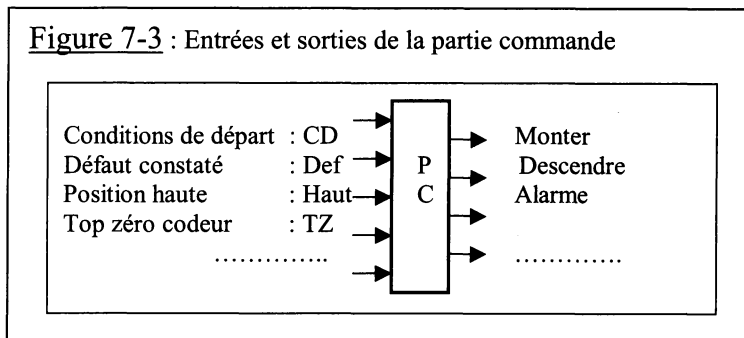 Figure 7-3 : Entrées et sorties de la partie commande
Conditions de départ : CD
Défaut constaté : Def
Position haute : Haut
Top zéro codeur : TZ
…………..
P
C
Monter
Descendre
Alarme
………….